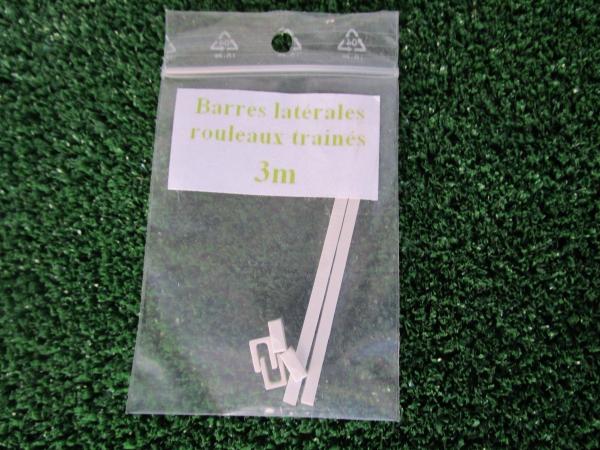 Barres latérales
rouleaux trainés
3m